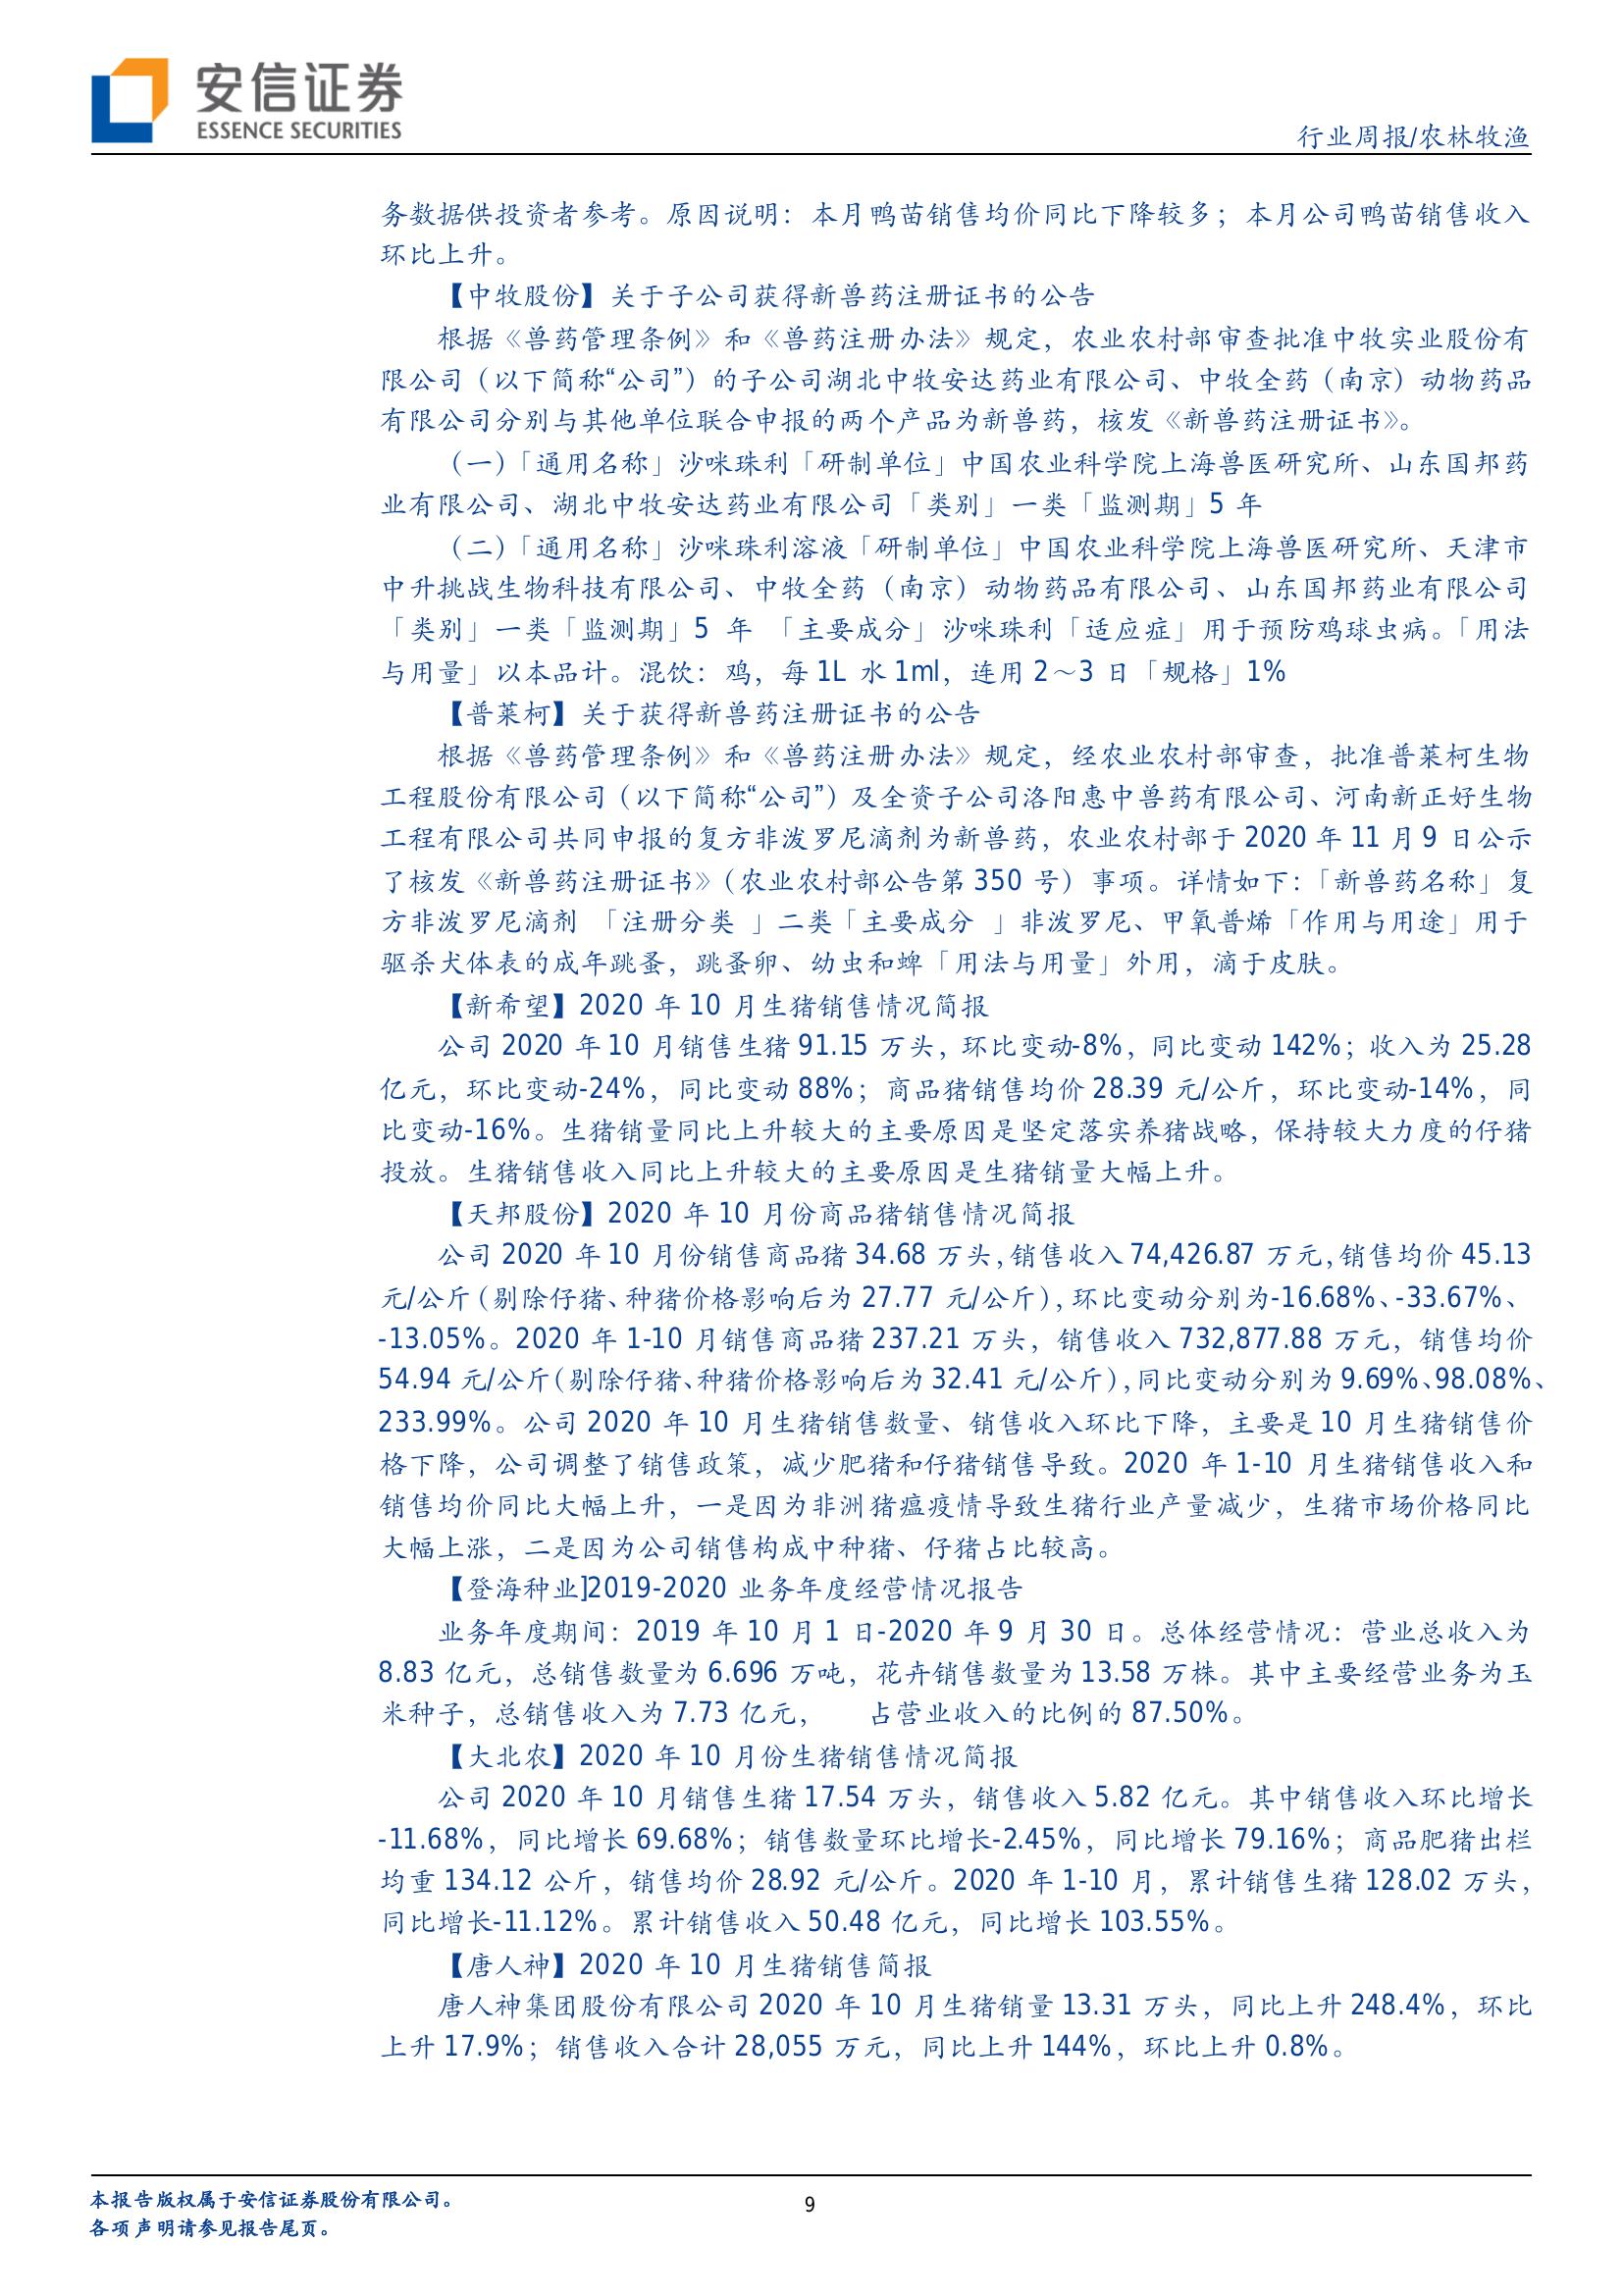 安信证券
ESSENCE SECURITIES
行业周报/农林牧渔
务数据供投资者参考。原因说明：本月鸭苗销售均价同比下降较多；本月公司鸭苗销售收入
环比上升。
【中牧股份】关于子公司获得新兽药注册证书的公告
根据《兽药管理条例》和《兽药注册办法》规定，农业农村部审查批准中牧实业股份有
限公司（以下简称“公司”）的子公司湖北中牧安达药业有限公司、中牧全药（南京）动物药品
有限公司分别与其他单位联合申报的两个产品为新兽药，核发《新兽药注册证书》。
（一）「通用名称」沙咪珠利「研制单位」中国农业科学院上海兽医研究所、山东国邦药
业有限公司、湖北中牧安达药业有限公司「类别」一类「监测期」5 年
（二）「通用名称」沙咪珠利溶液「研制单位」中国农业科学院上海兽医研究所、天津市
中升挑战生物科技有限公司、中牧全药（南京）动物药品有限公司、山东国邦药业有限公司
「类别」一类「监测期」5 年 「主要成分」沙咪珠利「适应症」用于预防鸡球虫病。「用法
与用量」以本品计。混饮：鸡，每 1L 水 1ml，连用 2～3 日「规格」1%
【普莱柯】关于获得新兽药注册证书的公告
根据《兽药管理条例》和《兽药注册办法》规定，经农业农村部审查，批准普莱柯生物
工程股份有限公司（以下简称“公司”）及全资子公司洛阳惠中兽药有限公司、河南新正好生物
工程有限公司共同申报的复方非泼罗尼滴剂为新兽药，农业农村部于 2020 年 11 月 9 日公示
了核发《新兽药注册证书》（农业农村部公告第 350 号）事项。详情如下：「新兽药名称」复
方非泼罗尼滴剂 「注册分类 」二类「主要成分 」非泼罗尼、甲氧普烯「作用与用途」用于
驱杀犬体表的成年跳蚤，跳蚤卵、幼虫和蜱「用法与用量」外用，滴于皮肤。
【新希望】2020 年 10 月生猪销售情况简报
公司 2020 年 10 月销售生猪 91.15 万头，环比变动-8%，同比变动 142%；收入为 25.28
亿元，环比变动-24%，同比变动 88%；商品猪销售均价 28.39 元/公斤，环比变动-14%，同
比变动-16%。生猪销量同比上升较大的主要原因是坚定落实养猪战略，保持较大力度的仔猪
投放。生猪销售收入同比上升较大的主要原因是生猪销量大幅上升。
【天邦股份】2020 年 10 月份商品猪销售情况简报
公司 2020 年 10 月份销售商品猪 34.68 万头，销售收入 74,426.87 万元，销售均价 45.13
元/公斤（剔除仔猪、种猪价格影响后为 27.77 元/公斤），环比变动分别为-16.68%、-33.67%、
-13.05%。2020 年 1-10 月销售商品猪 237.21 万头，销售收入 732,877.88 万元，销售均价
54.94 元/公斤（剔除仔猪、种猪价格影响后为 32.41 元/公斤），同比变动分别为 9.69%、98.08%、
233.99%。公司 2020 年 10 月生猪销售数量、销售收入环比下降，主要是 10 月生猪销售价
格下降，公司调整了销售政策，减少肥猪和仔猪销售导致。2020 年 1-10 月生猪销售收入和
销售均价同比大幅上升，一是因为非洲猪瘟疫情导致生猪行业产量减少，生猪市场价格同比
大幅上涨，二是因为公司销售构成中种猪、仔猪占比较高。
【登海种业]2019-2020 业务年度经营情况报告
业务年度期间：2019 年 10 月 1 日-2020 年 9 月 30 日。总体经营情况：营业总收入为
8.83 亿元，总销售数量为 6.696 万吨，花卉销售数量为 13.58 万株。其中主要经营业务为玉
米种子，总销售收入为 7.73 亿元， 占营业收入的比例的 87.50%。
【大北农】2020 年 10 月份生猪销售情况简报
公司 2020 年 10 月销售生猪 17.54 万头，销售收入 5.82 亿元。其中销售收入环比增长
-11.68%，同比增长 69.68%；销售数量环比增长-2.45%，同比增长 79.16%；商品肥猪出栏
均重 134.12 公斤，销售均价 28.92 元/公斤。2020 年 1-10 月，累计销售生猪 128.02 万头，
同比增长-11.12%。累计销售收入 50.48 亿元，同比增长 103.55%。
【唐人神】2020 年 10 月生猪销售简报
唐人神集团股份有限公司 2020 年 10 月生猪销量 13.31 万头，同比上升 248.4%，环比
上升 17.9%；销售收入合计 28,055 万元，同比上升 144%，环比上升 0.8%。
本报告版权属于安信证券股份有限公司。
各项声明请参见报告尾页。
9